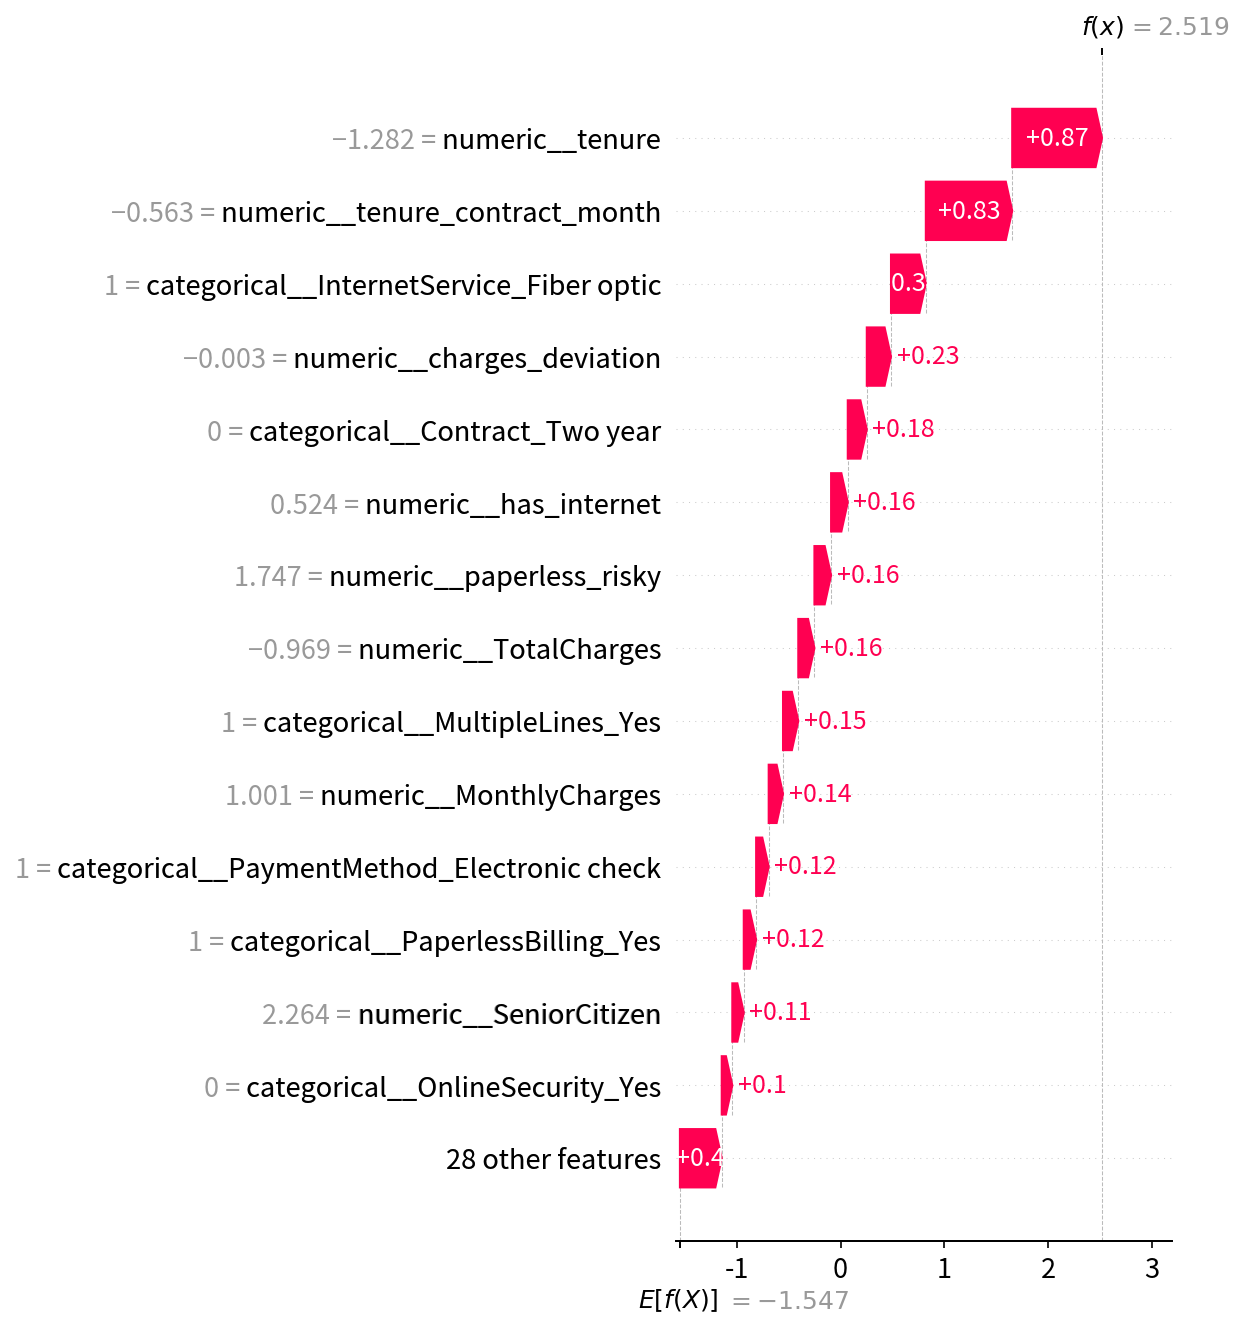 f(x) = 2.519
−1.282 = numeric__tenure +0.87
−0.563 = numeric__tenure_contract_month +0.83
1 = categorical__InternetService_Fiber optic 0.3
−0.003 = numeric__charges_deviation +0.23
0 = categorical__Contract_Two year +0.18
0.524 = numeric__has_internet +0.16
1.747 = numeric__paperless_risky +0.16
−0.969 = numeric__TotalCharges +0.16
1 = categorical__MultipleLines_Yes +0.15
1.001 = numeric__MonthlyCharges +0.14
1 = categorical__PaymentMethod_Electronic check +0.12
1 = categorical__PaperlessBilling_Yes +0.12
2.264 = numeric__SeniorCitizen +0.11
0 = categorical__OnlineSecurity_Yes +0.1
28 other features +0.4
-1 0 1 2 3
E[f(X)] = −1.547